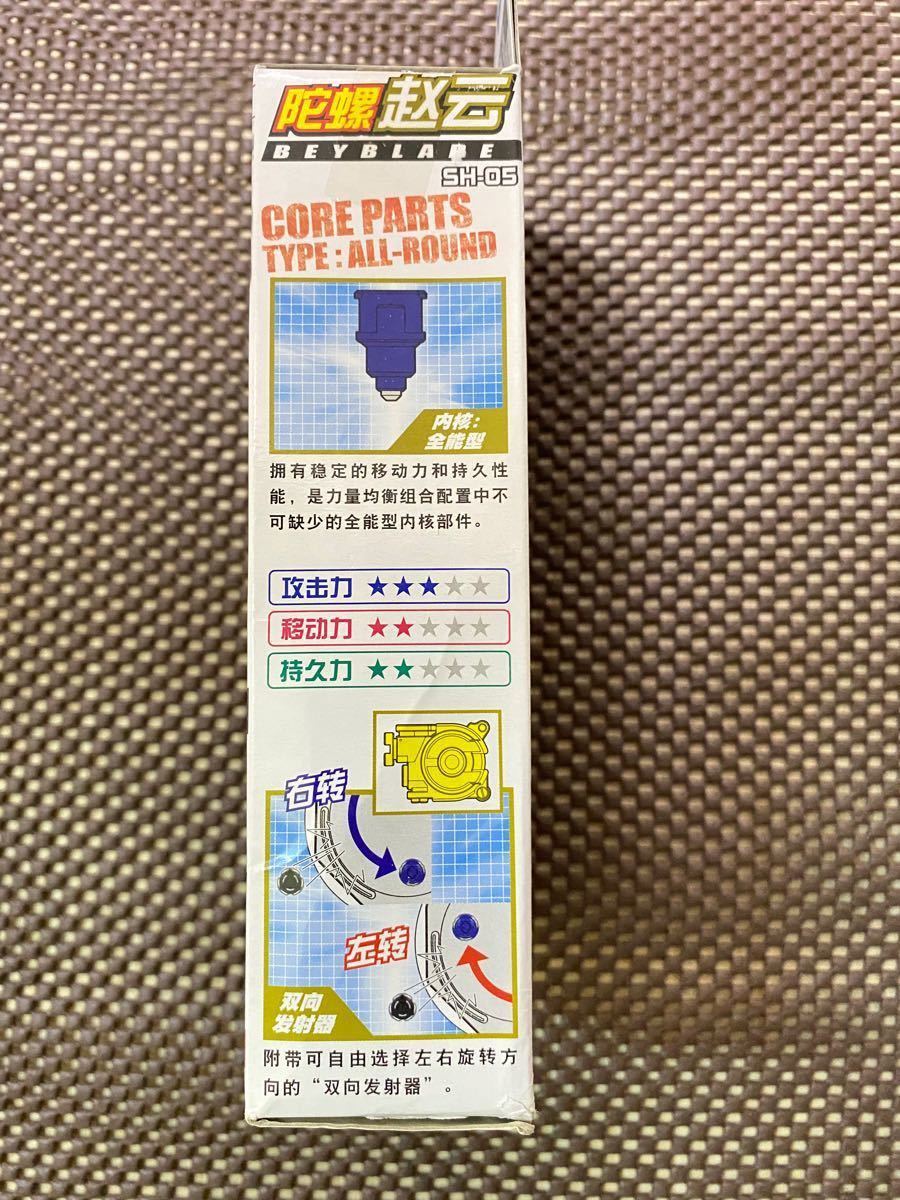 陀螺赵云
BEYBLADE
SH-05
CORE PARTS
TYPE : ALL-ROUND
内核：
全能型
拥有稳定的移动力和持久性
能，是力量均衡组合配置中不
可缺少的全能型内核部件。
攻击力 ★★★★★
移动力 ★★★★★
持久力 ★★★★★
右转
左转
双向
发射器
附带可自由选择左右旋转方
向的“双向发射器”。